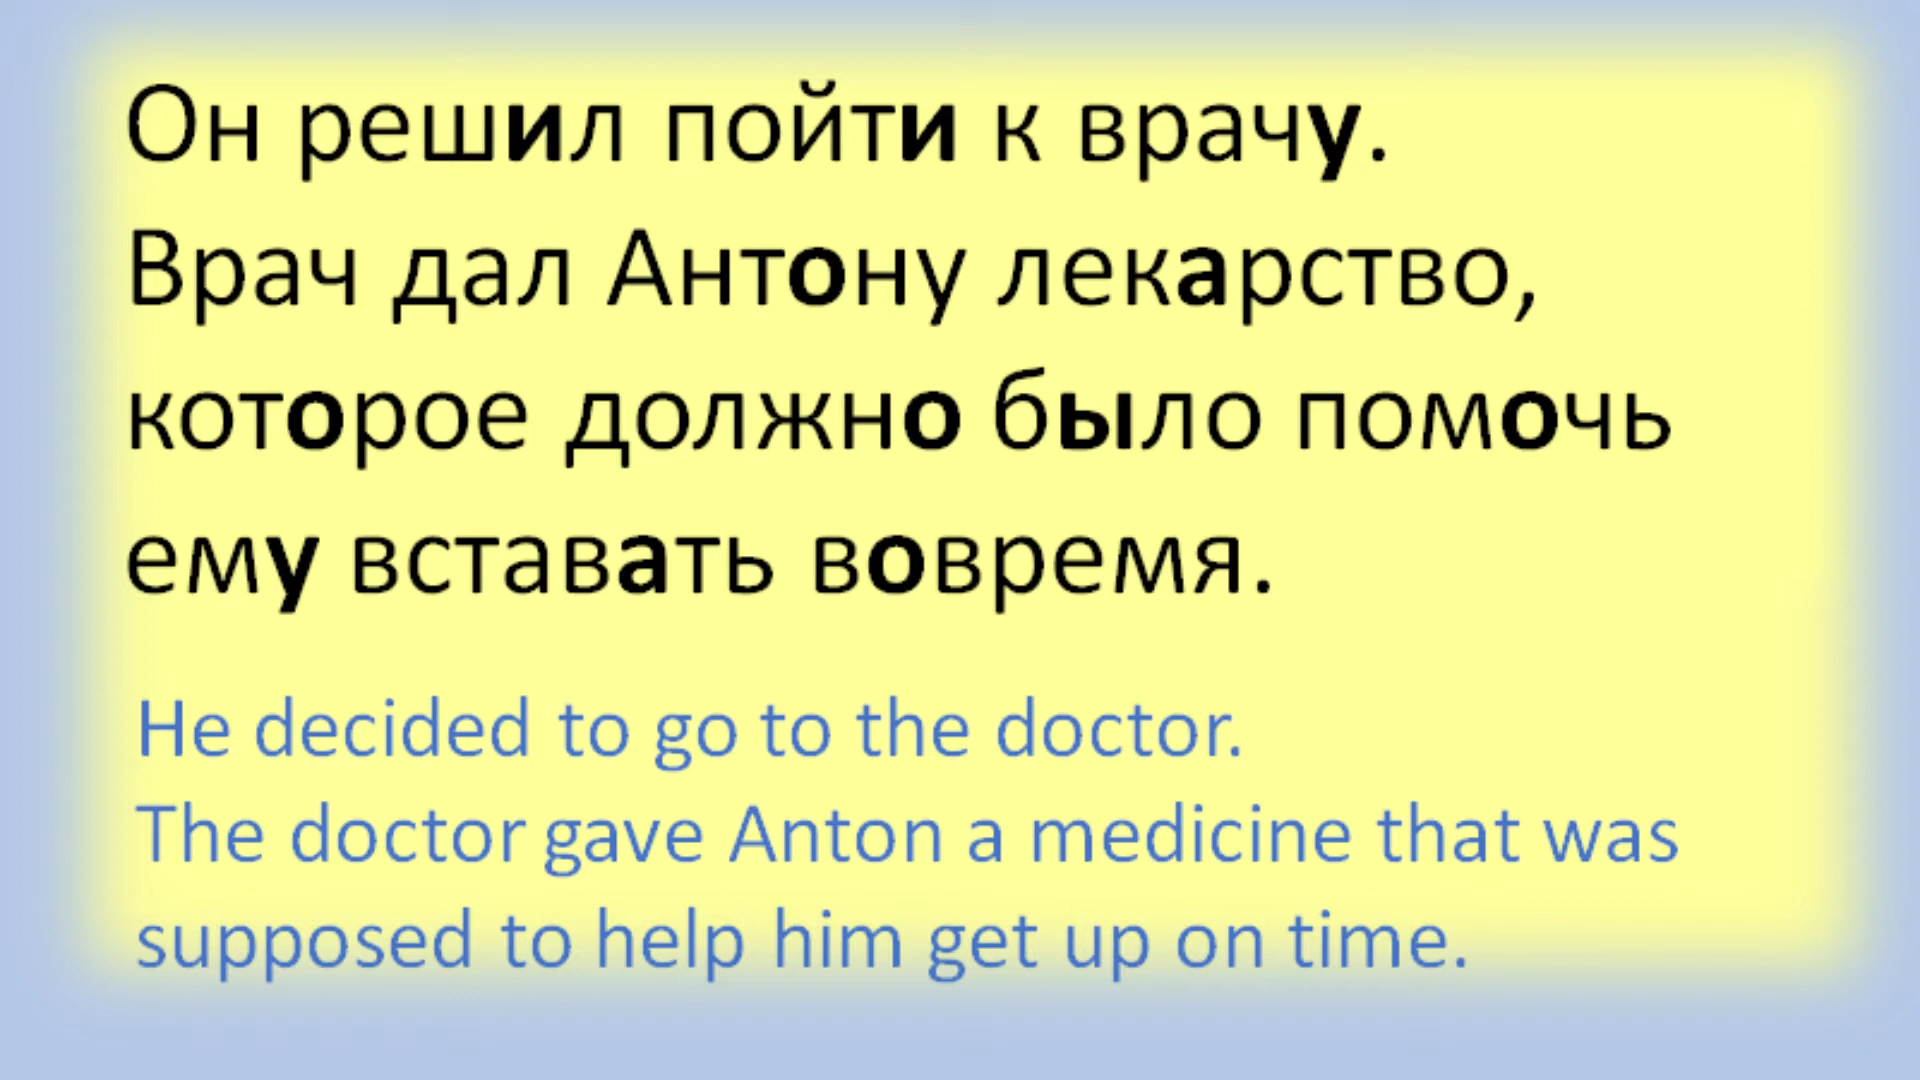 Он решил пойти к врачу.
Врач дал Антону лекарство,
которое должно было помочь
ему вставать вовремя.
He decided to go to the doctor.
The doctor gave Anton a medicine that was
supposed to help him get up on time.